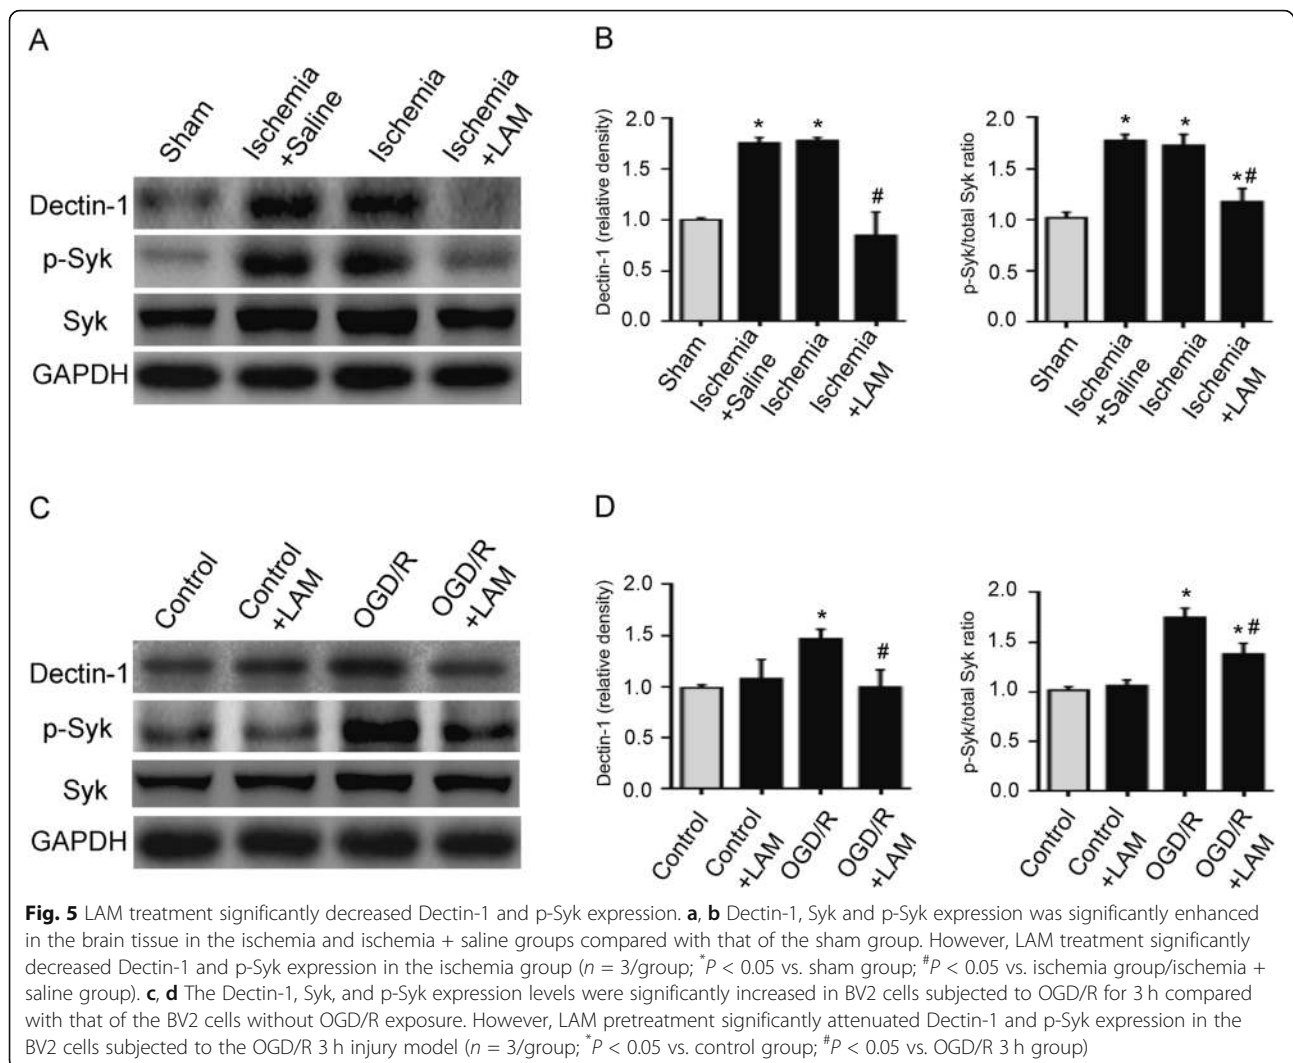 A
Sham
Ischemia
+Saline
Ischemia
Ischemia
+LAM
Dectin-1
p-Syk
Syk
GAPDH
B
Dectin-1 (relative density)
2.0
1.5
1.0
0.5
0.0
*
*
#
Sham
Ischemia
+Saline
Ischemia
Ischemia
+LAM
p-Syk/total Syk ratio
2.0
1.5
1.0
0.5
0.0
*
*
*#
Sham
Ischemia
+Saline
Ischemia
Ischemia
+LAM
C
Control
Control
+LAM
OGD/R
OGD/R
+LAM
Dectin-1
p-Syk
Syk
GAPDH
D
Dectin-1 (relative density)
2.0
1.5
1.0
0.5
0.0
*
#
Control
Control
+LAM
OGD/R
OGD/R
+LAM
p-Syk/total Syk ratio
2.0
1.5
1.0
0.5
0.0
*
*#
Control
Control
+LAM
OGD/R
OGD/R
+LAM
Fig. 5 LAM treatment significantly decreased Dectin-1 and p-Syk expression. a, b Dectin-1, Syk and p-Syk expression was significantly enhanced
in the brain tissue in the ischemia and ischemia + saline groups compared with that of the sham group. However, LAM treatment significantly
decreased Dectin-1 and p-Syk expression in the ischemia group (n = 3/group; *P < 0.05 vs. sham group; #P < 0.05 vs. ischemia group/ischemia +
saline group). c, d The Dectin-1, Syk, and p-Syk expression levels were significantly increased in BV2 cells subjected to OGD/R for 3 h compared
with that of the BV2 cells without OGD/R exposure. However, LAM pretreatment significantly attenuated Dectin-1 and p-Syk expression in the
BV2 cells subjected to the OGD/R 3 h injury model (n = 3/group; *P < 0.05 vs. control group; #P < 0.05 vs. OGD/R 3 h group)